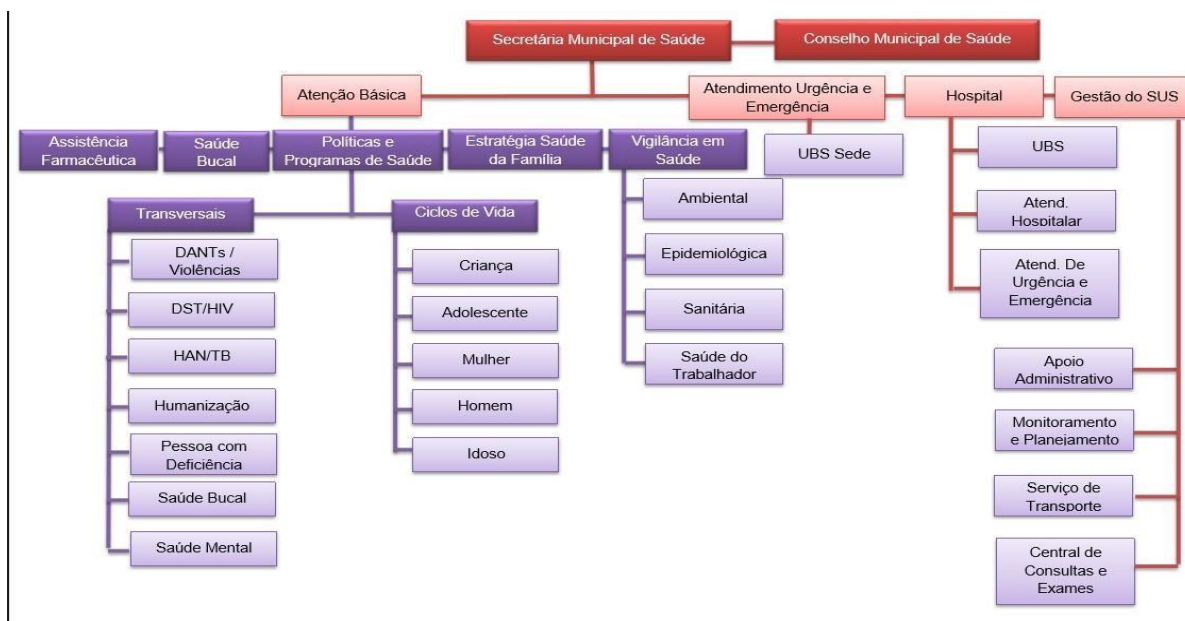 Secretária Municipal de Saúde
Conselho Municipal de Saúde
Atenção Básica
Atendimento Urgência e
Emergência
Hospital
Gestão do SUS
Assistência
Farmacêutica
Saúde
Bucal
Políticas e
Programas de Saúde
Estratégia Saúde
da Família
Vigilância em
Saúde
UBS Sede
UBS
Atend.
Hospitalar
Atend. De
Urgência e
Emergência
Transversais
DANTs /
Violências
DST/HIV
HAN/TB
Humanização
Pessoa com
Deficiência
Saúde Bucal
Saúde Mental
Ciclos de Vida
Criança
Adolescente
Mulher
Homem
Idoso
Ambiental
Epidemiológica
Sanitária
Saúde do
Trabalhador
Apoio
Administrativo
Monitoramento
e Planejamento
Serviço de
Transporte
Central de
Consultas e
Exames